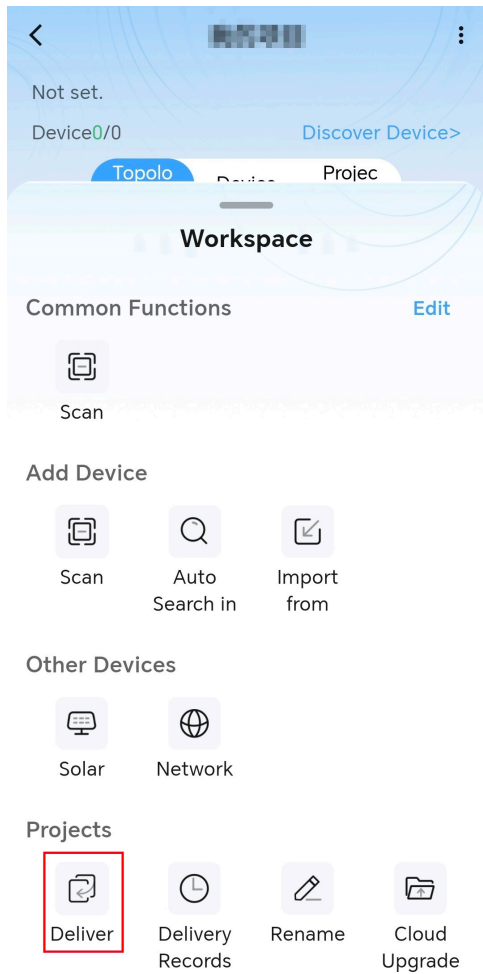 Not set.
Device0/0
Discover Device>
Topolo
Projec
Workspace
Common Functions
Edit
Scan
Add Device
Scan
Auto
Search in
Import
from
Other Devices
Solar
Network
Projects
Deliver
Delivery
Records
Rename
Cloud
Upgrade